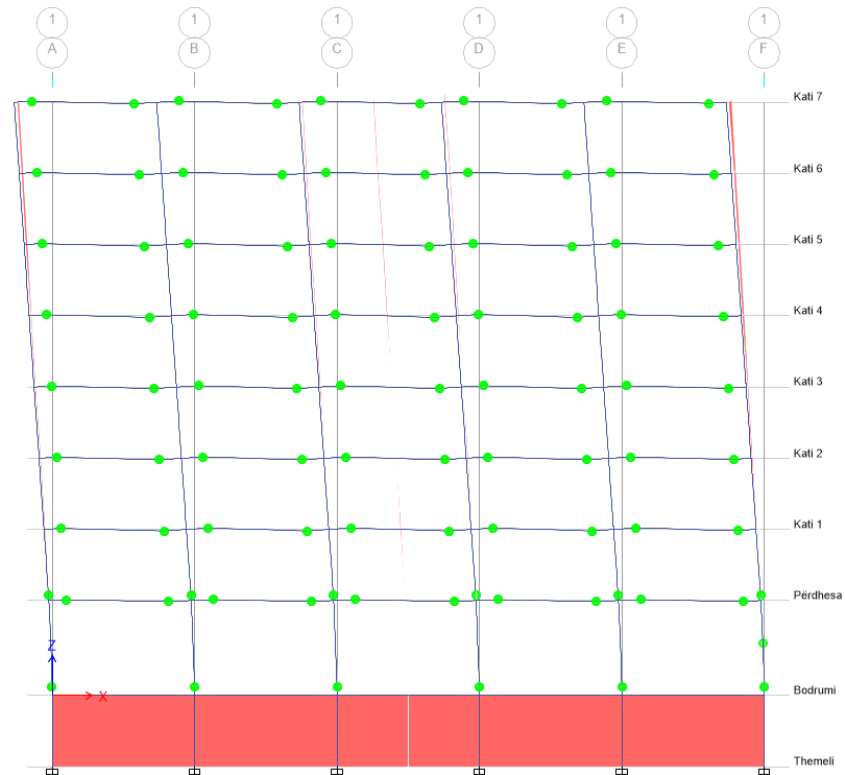 1 1 1 1 1 1
A B C D E F
Kati 7
Kati 6
Kati 5
Kati 4
Kati 3
Kati 2
Kati 1
Përdhesa
Z
X
Bodrumi
Themeli